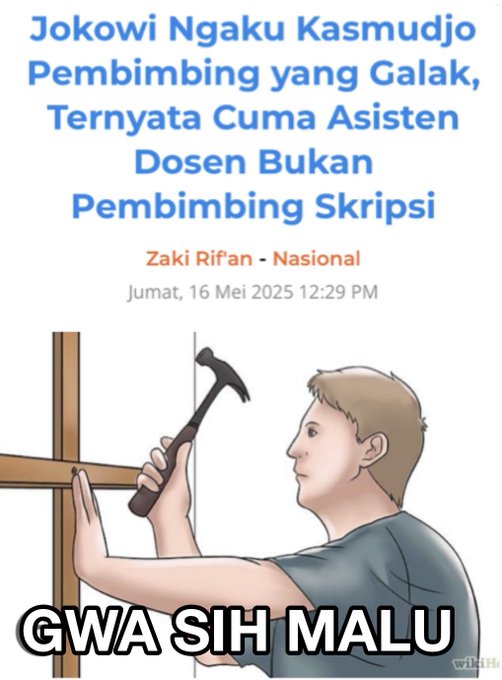 Jokowi Ngaku Kasmudjo
Pembimbing yang Galak,
Ternyata Cuma Asisten
Dosen Bukan
Pembimbing Skripsi
Zaki Rif'an - Nasional
Jumat, 16 Mei 2025 12:29 PM
GWA SIH MALU